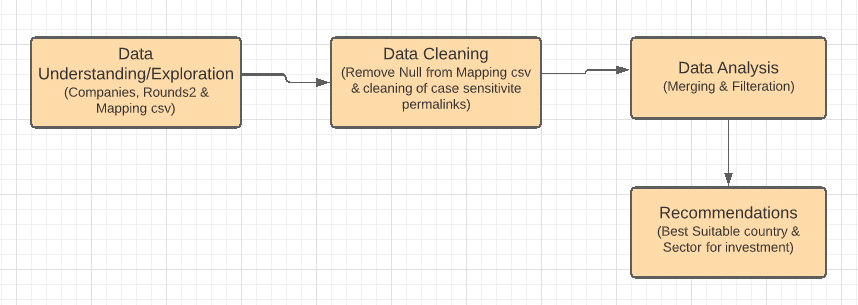 Data
Understanding/Exploration
(Companies, Rounds2 &
Mapping csv)
Data Cleaning
(Remove Null from Mapping csv
& cleaning of case sensitivite
permalinks)
Data Analysis
(Merging & Filteration)
Recommendations
(Best Suitable country &
Sector for investment)